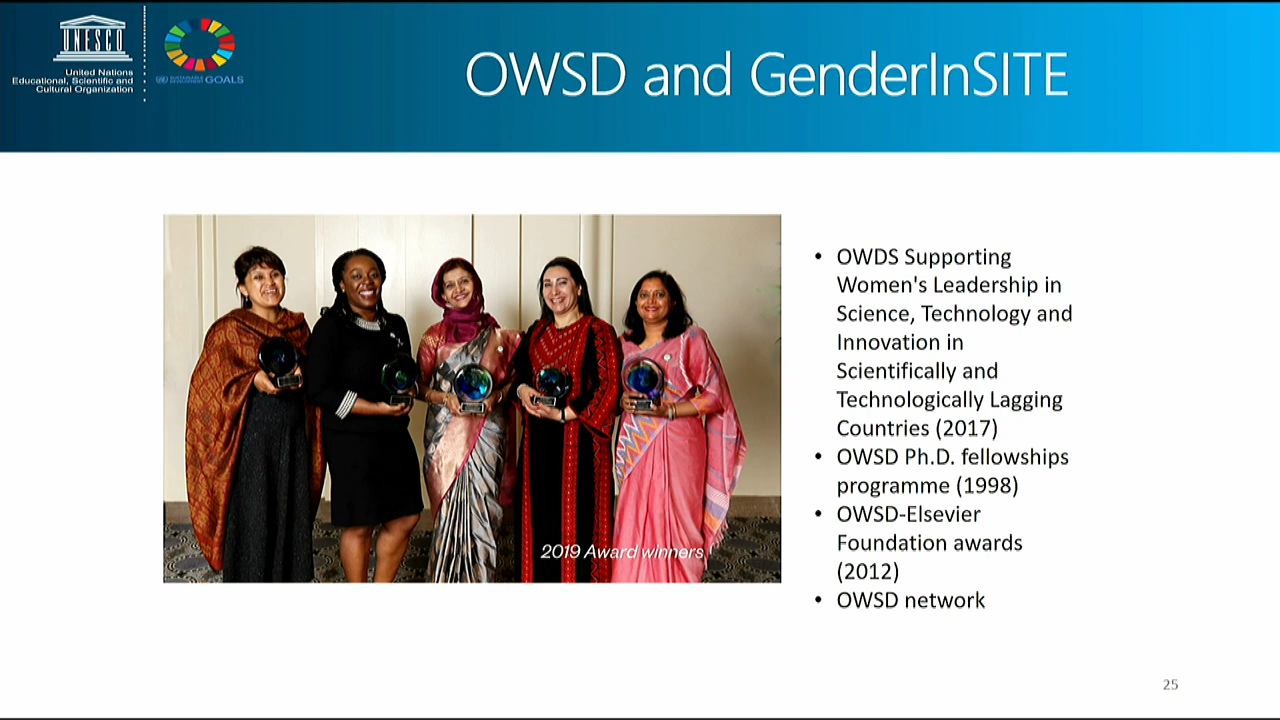 UNESCO
United Nations
Educational, Scientific and
Cultural Organization
SUSTAINABLE
DEVELOPMENT GOALS
OWSD and GenderInSITE
• OWDS Supporting
Women's Leadership in
Science, Technology and
Innovation in
Scientifically and
Technologically Lagging
Countries (2017)
• OWSD Ph.D. fellowships
programme (1998)
• OWSD-Elsevier
Foundation awards
(2012)
• OWSD network
2019 Award winners
25